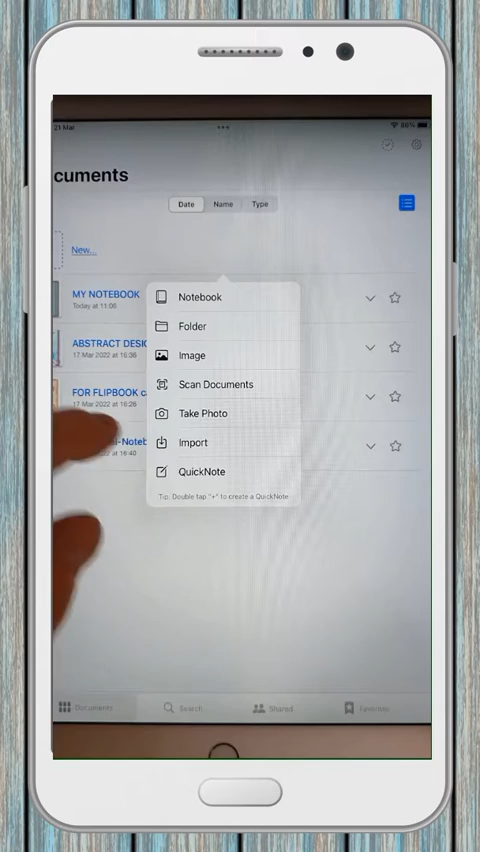 21 Mar
86%
cuments
Date
Name
Type
New...
MY NOTEBOOK
Today at 11:06
ABSTRACT DESIG
17 Mar 2022 at 16:36
FOR FLIPBOOK c
17 Mar 2022 at 16:26
-Noteb
at 16:40
Notebook
Folder
Image
Scan Documents
Take Photo
Import
QuickNote
Tip: Double tap "+" to create a QuickNote
Documents
Search
Shared
Favorites